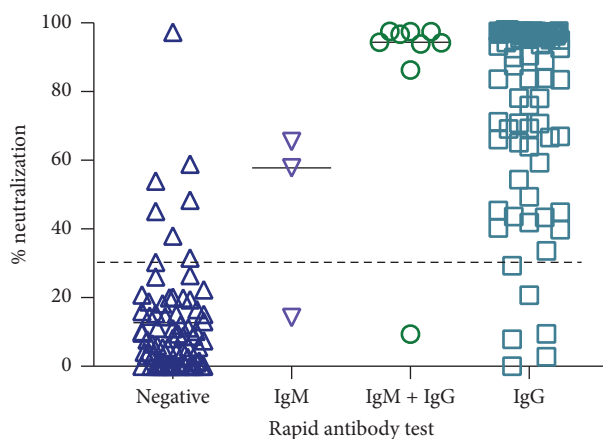 % neutralization
100
80
60
40
20
0
Negative
IgM
IgM + IgG
IgG
Rapid antibody test